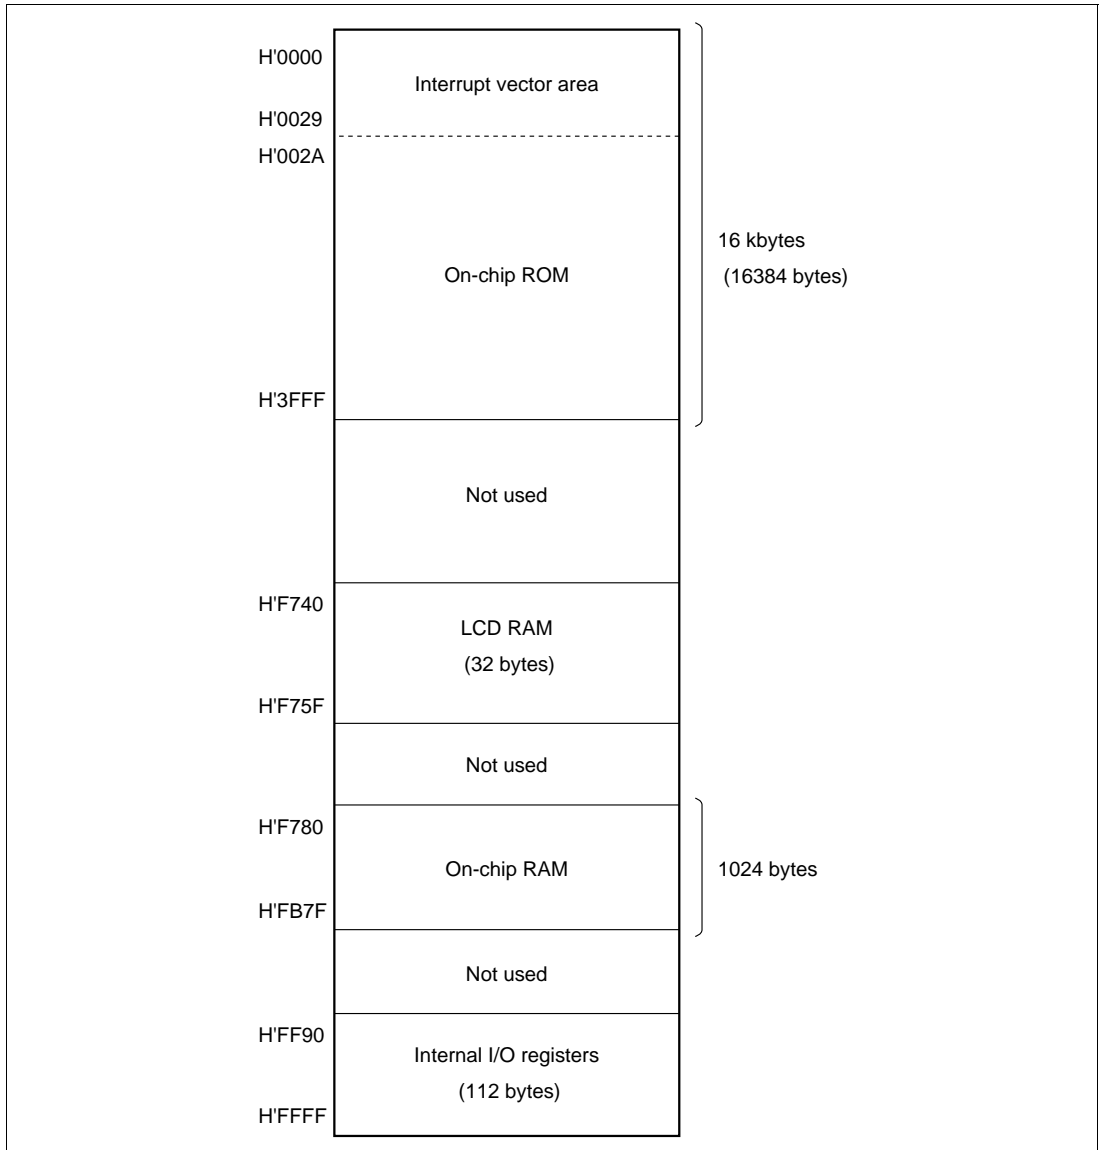 H'0000
Interrupt vector area
H'0029
H'002A
16 kbytes
(16384 bytes)
On-chip ROM
H'3FFF
Not used
H'F740
LCD RAM
(32 bytes)
H'F75F
Not used
H'F780
On-chip RAM
1024 bytes
H'FB7F
Not used
H'FF90
Internal I/O registers
(112 bytes)
H'FFFF